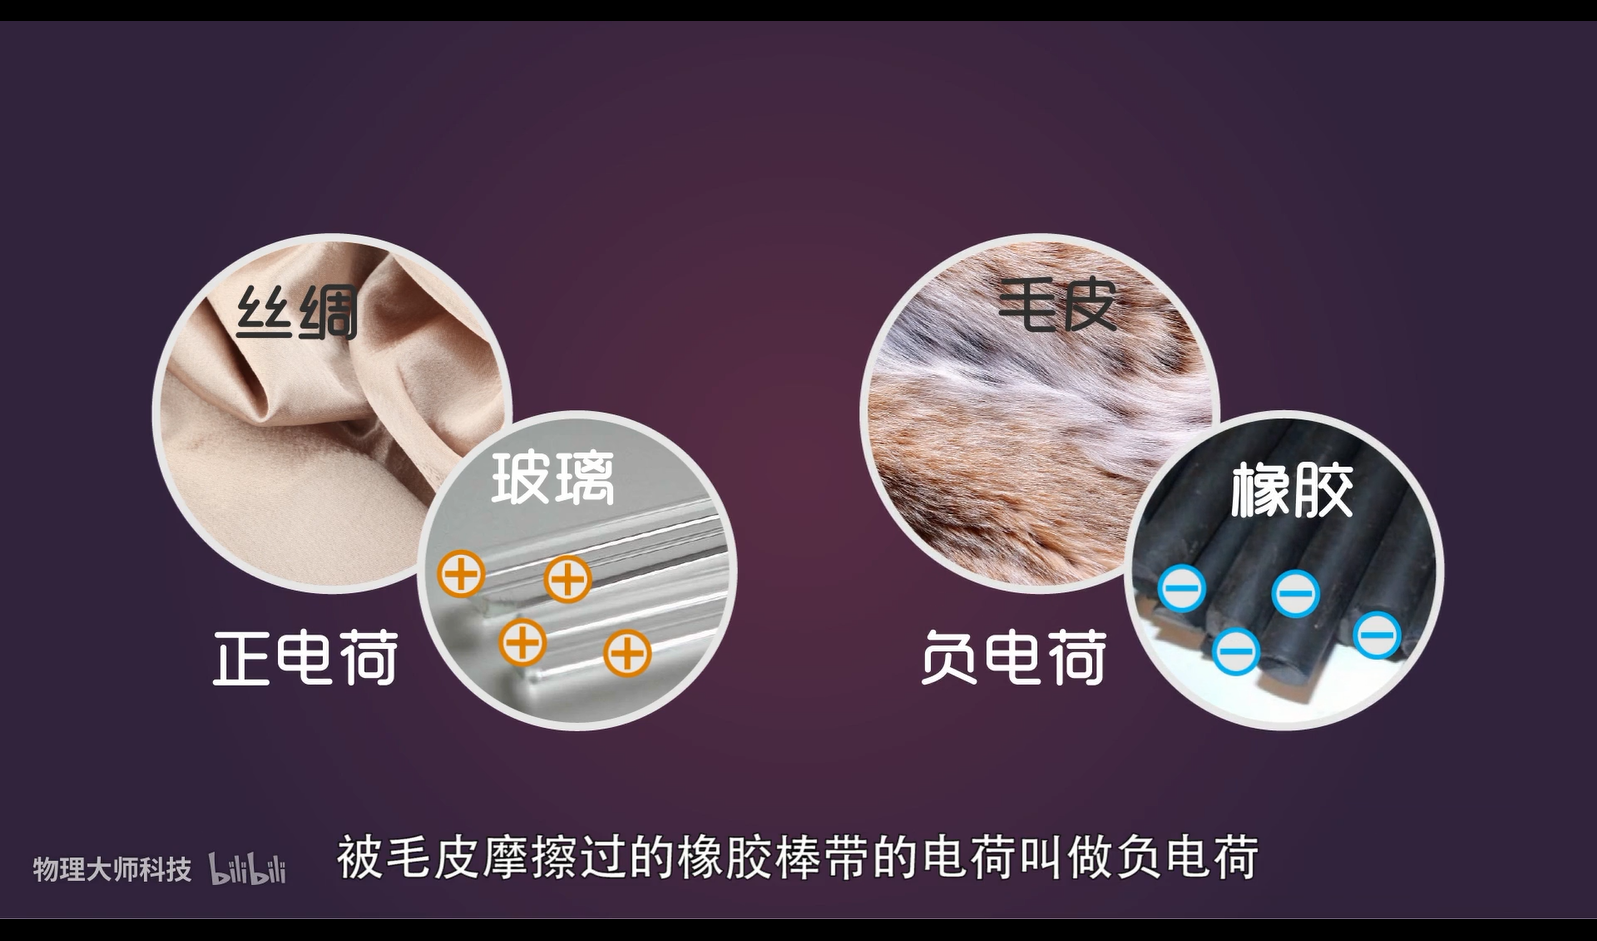 丝绸
毛皮
玻璃
橡胶
正电荷
负电荷
被毛皮摩擦过的橡胶棒带的电荷叫做负电荷
物理大师科技 bilibili